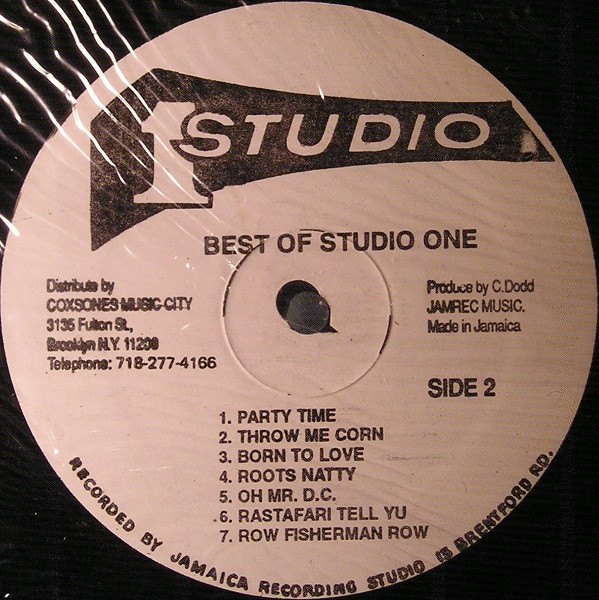 1 STUDIO
BEST OF STUDIO ONE
Distribute by
COXSONES MUSIC-CITY
3135 Fulton St.,
Brooklyn N.Y. 11208
Telephone: 718-277-4166
Produce by C.Dodd
JAMREC MUSIC.
Made in Jamaica
SIDE 2
1. PARTY TIME
2. THROW ME CORN
3. BORN TO LOVE
4. ROOTS NATTY
5. OH MR. D.C.
6. RASTAFARI TELL YU
7. ROW FISHERMAN ROW
RECORDED BY JAMAICA RECORDING STUDIO 13 BRENTFORD RD.